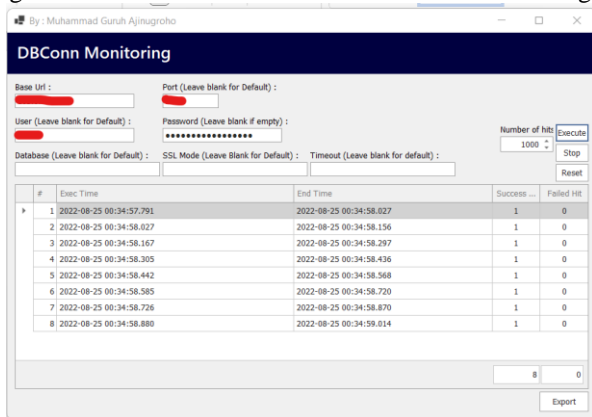 By : Muhammad Guruh Ajinugroho
DBConn Monitoring
Base Url :
Port (Leave blank for Default) :
User (Leave blank for Default) :
Password (Leave blank if empty) :
Number of hits
1000
Execute
Stop
Reset
Database (Leave blank for Default) :
SSL Mode (Leave Blank for Default) :
Timeout (Leave blank for default) :
# Exec Time End Time Success ... Failed Hit
1 2022-08-25 00:34:57.791 2022-08-25 00:34:58.027 1 0
2 2022-08-25 00:34:58.027 2022-08-25 00:34:58.156 1 0
3 2022-08-25 00:34:58.167 2022-08-25 00:34:58.297 1 0
4 2022-08-25 00:34:58.305 2022-08-25 00:34:58.436 1 0
5 2022-08-25 00:34:58.442 2022-08-25 00:34:58.568 1 0
6 2022-08-25 00:34:58.585 2022-08-25 00:34:58.720 1 0
7 2022-08-25 00:34:58.726 2022-08-25 00:34:58.870 1 0
8 2022-08-25 00:34:58.880 2022-08-25 00:34:59.014 1 0
8 0
Export